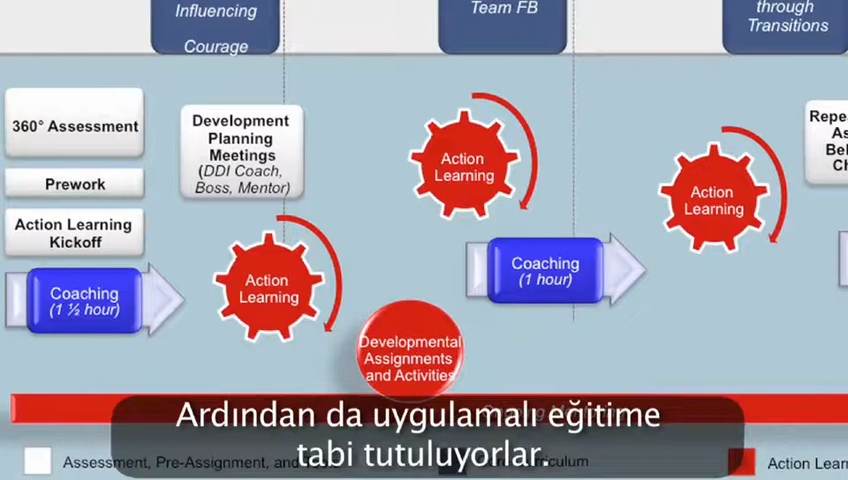 Influencing
Courage
Team FB
through
Transitions
360° Assessment
Prework
Action Learning
Kickoff
Coaching
(1 ½ hour)
Development
Planning
Meetings
(DDI Coach,
Boss, Mentor)
Action
Learning
Action
Learning
Developmental
Assignments
and Activities
Coaching
(1 hour)
Action
Learning
Ardından da uygulamalı eğitime
tabi tutuluyorlar.
Assessment, Pre-Assignment, and
Action